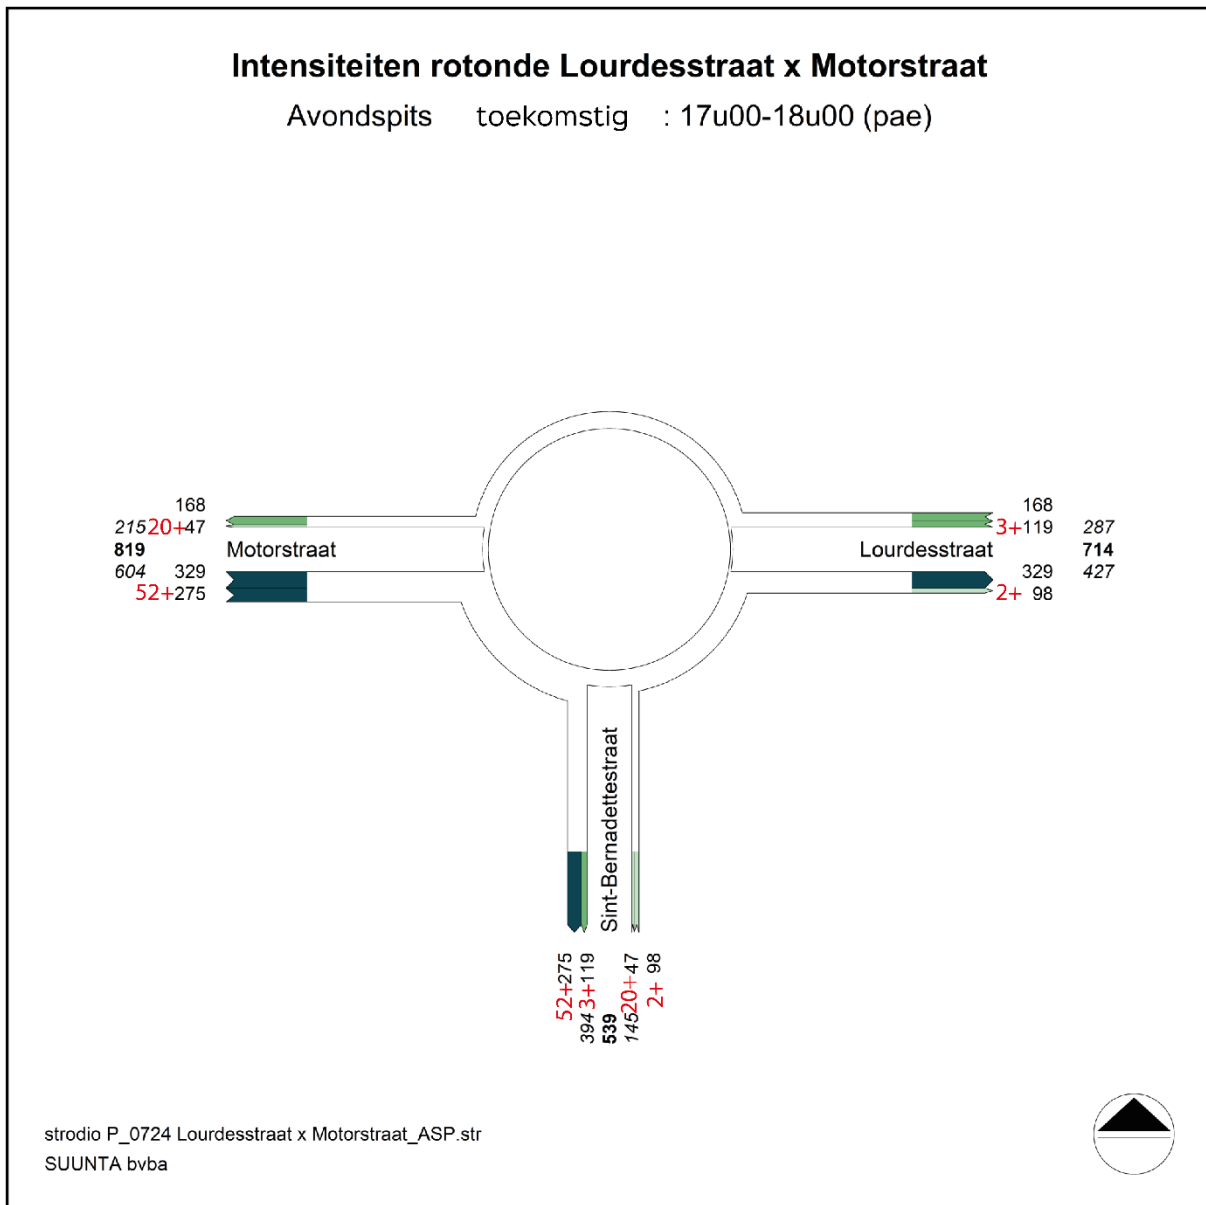 Intensiteiten rotonde Lourdesstraat x Motorstraat
Avondspits toekomstig : 17u00-18u00 (pae)
168
215 20+47
819 Motorstraat
604 329
52+275
168
3+119 287
Lourdesstraat 714
329 427
2+ 98
Sint-Bernadettestraat
52+275
3+119
394
539
20+47
145
2+ 98
strodio P_0724 Lourdesstraat x Motorstraat_ASP.str
SUUNTA bvba